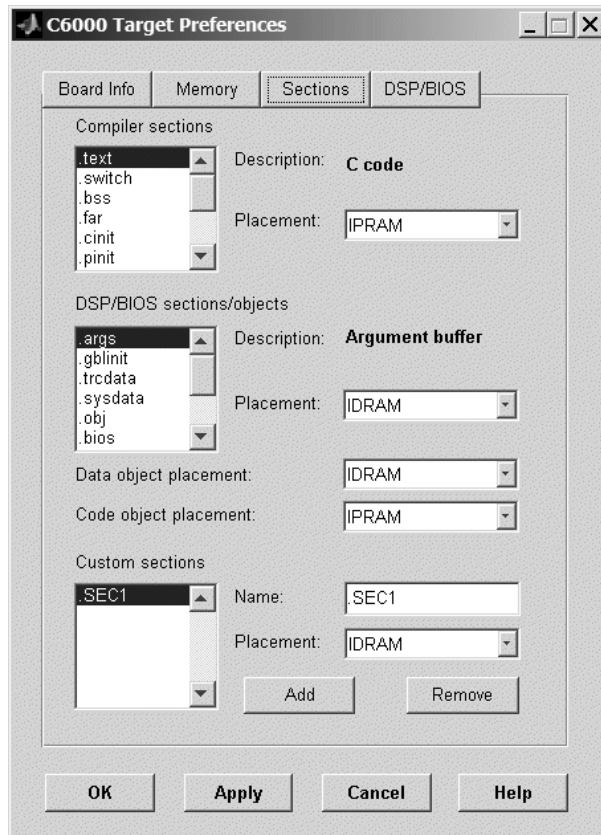 C6000 Target Preferences
Board Info Memory Sections DSP/BIOS
Compiler sections
.text
.switch
.bss
.far
.cinit
.pinit
Description: C code
Placement: IPRAM
DSP/BIOS sections/objects
.args
.gblinit
.trcdata
.sysdata
.obj
.bios
Description: Argument buffer
Placement: IDRAM
Data object placement: IDRAM
Code object placement: IPRAM
Custom sections
.SEC1
Name: .SEC1
Placement: IDRAM
Add Remove
OK Apply Cancel Help